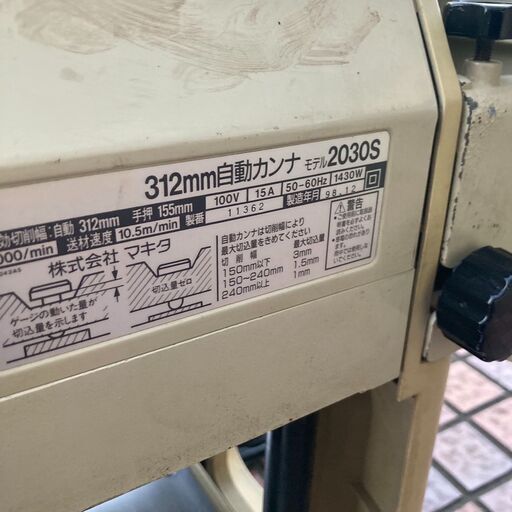 312mm自動カンナ モデル2030S
効切削幅:自動 312mm 手押 155mm 製番 100V 15A 50-60Hz 1430W
000/min 送材速度 10.5m/min 11362 製造年月 98.12
株式会社 マキタ
ゲージの動いた量が
切込量を示します
切込量ゼロ
自動カンナは切削幅により
最大切込量をきめてください
切削幅 最大切込量
150mm以下 3mm
150~240mm 1.5mm
240mm以上 1mm
警告